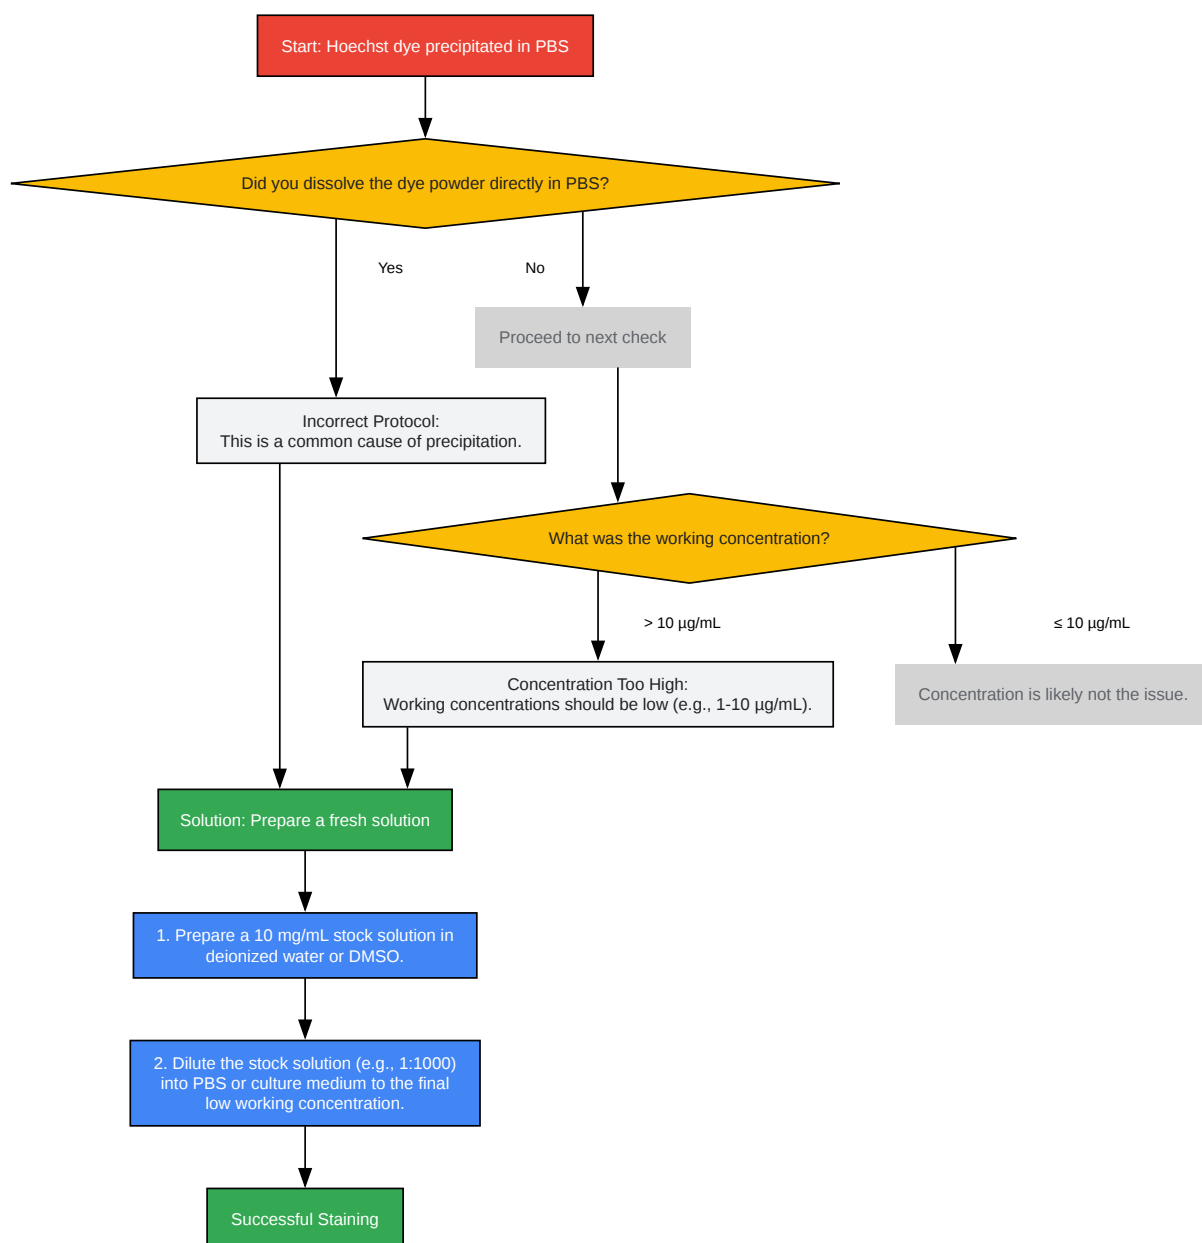 Start: Hoechst dye precipitated in PBS
Did you dissolve the dye powder directly in PBS?
Yes
No
Proceed to next check
Incorrect Protocol:
This is a common cause of precipitation.
What was the working concentration?
> 10 µg/mL
≤ 10 µg/mL
Concentration Too High:
Working concentrations should be low (e.g., 1-10 µg/mL).
Concentration is likely not the issue.
Solution: Prepare a fresh solution
1. Prepare a 10 mg/mL stock solution in
deionized water or DMSO.
2. Dilute the stock solution (e.g., 1:1000)
into PBS or culture medium to the final
low working concentration.
Successful Staining